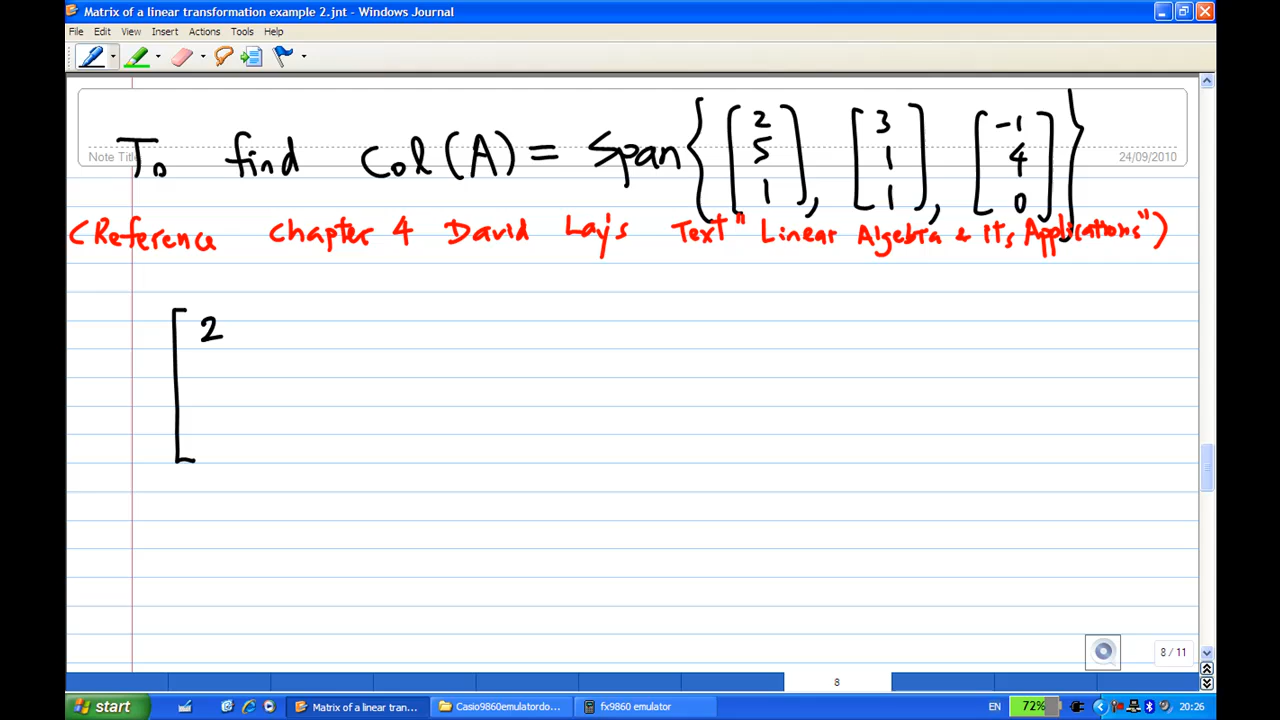 Matrix of a linear transformation example 2.jnt - Windows Journal
File Edit View Insert Actions Tools Help
To find Col(A) = Span{[2 5 1], [3 1 1], [-1 4 0]}
Note Title
24/09/2010
(Reference Chapter 4 David Lay's Text "Linear Algebra & Its Applications")
[ 2
8 / 11
8
start
Matrix of a linear tran...
Casio9860emulatordo...
fx9860 emulator
EN
72%
20:26